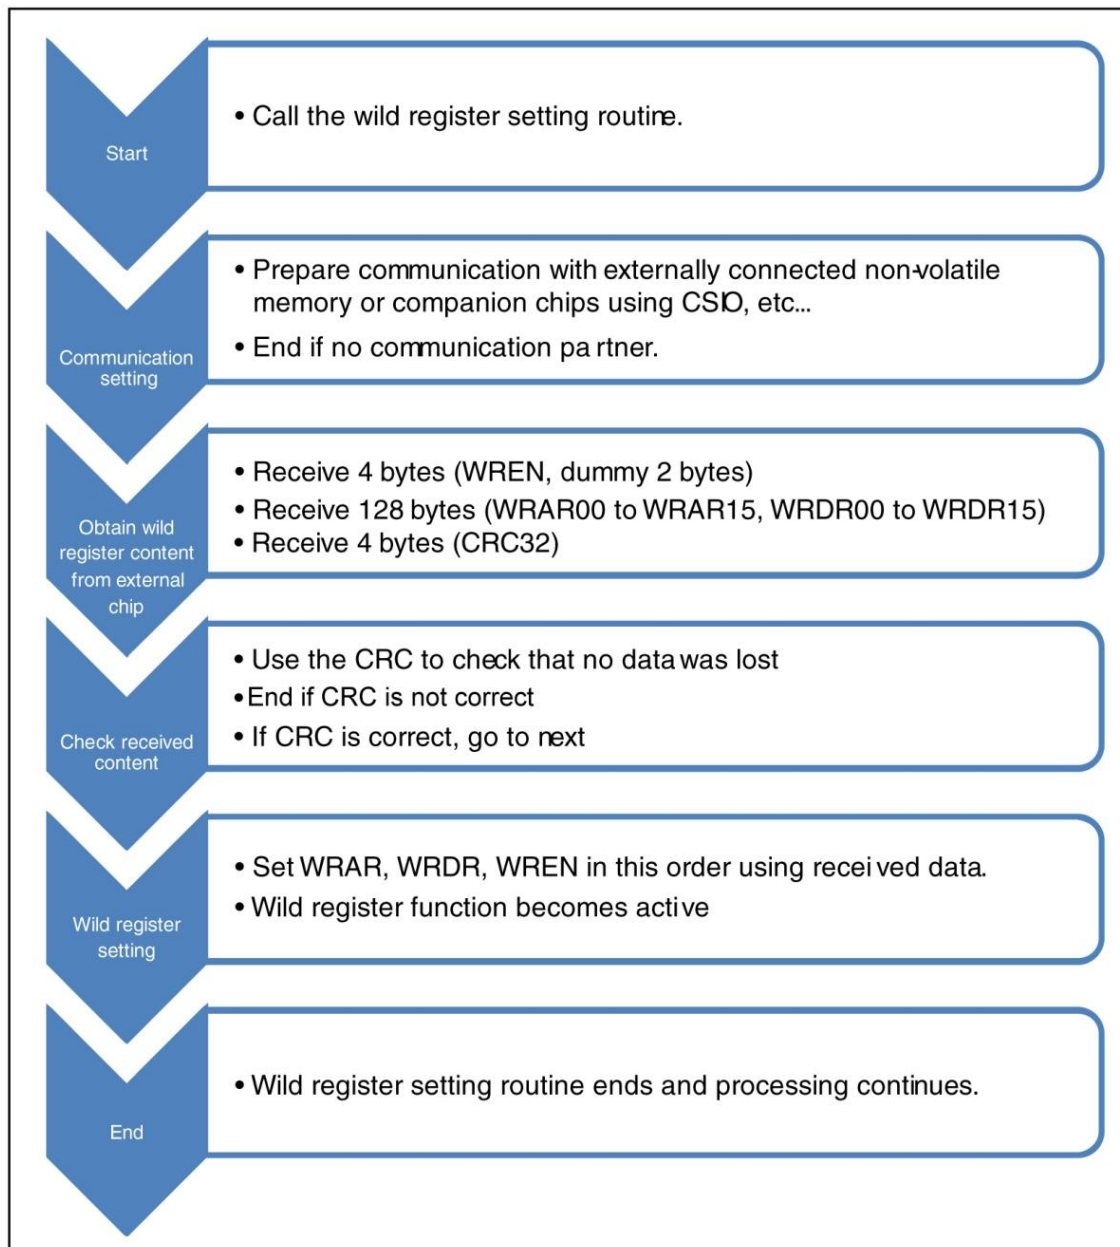 Start
• Call the wild register setting routine.
Communication
setting
• Prepare communication with externally connected non-volatile
memory or companion chips using CSIO, etc...
• End if no communication pa rtner.
Obtain wild
register content
from external
chip
• Receive 4 bytes (WREN, dummy 2 bytes)
• Receive 128 bytes (WRAR00 to WRAR15, WRDR00 to WRDR15)
• Receive 4 bytes (CRC32)
Check received
content
• Use the CRC to check that no data was lost
• End if CRC is not correct
• If CRC is correct, go to next
Wild register
setting
• Set WRAR, WRDR, WREN in this order using received data.
• Wild register function becomes active
End
• Wild register setting routine ends and processing continues.